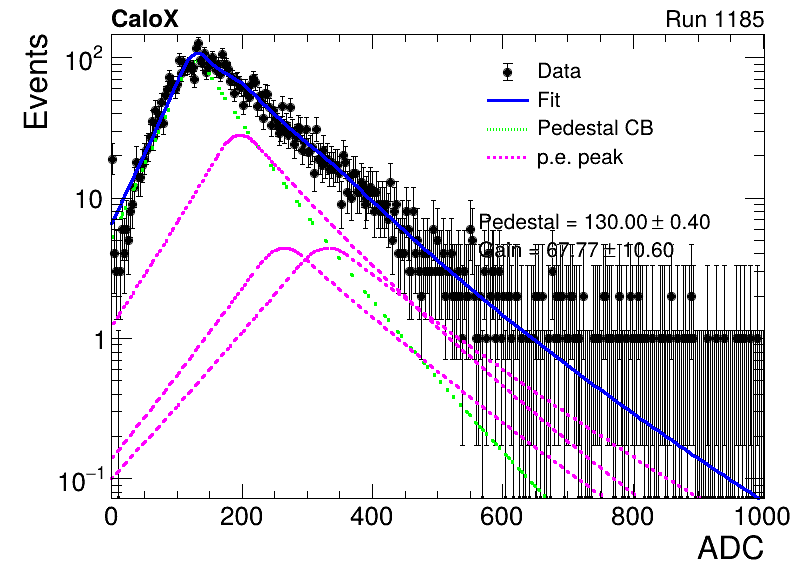 CaloX Run 1185
Events
10²
10
1
10⁻¹
Data
Fit
Pedestal CB
p.e. peak
Pedestal = 130.00 ± 0.40
Gain = 67.77 ± 10.60
0 200 400 600 800 1000
ADC